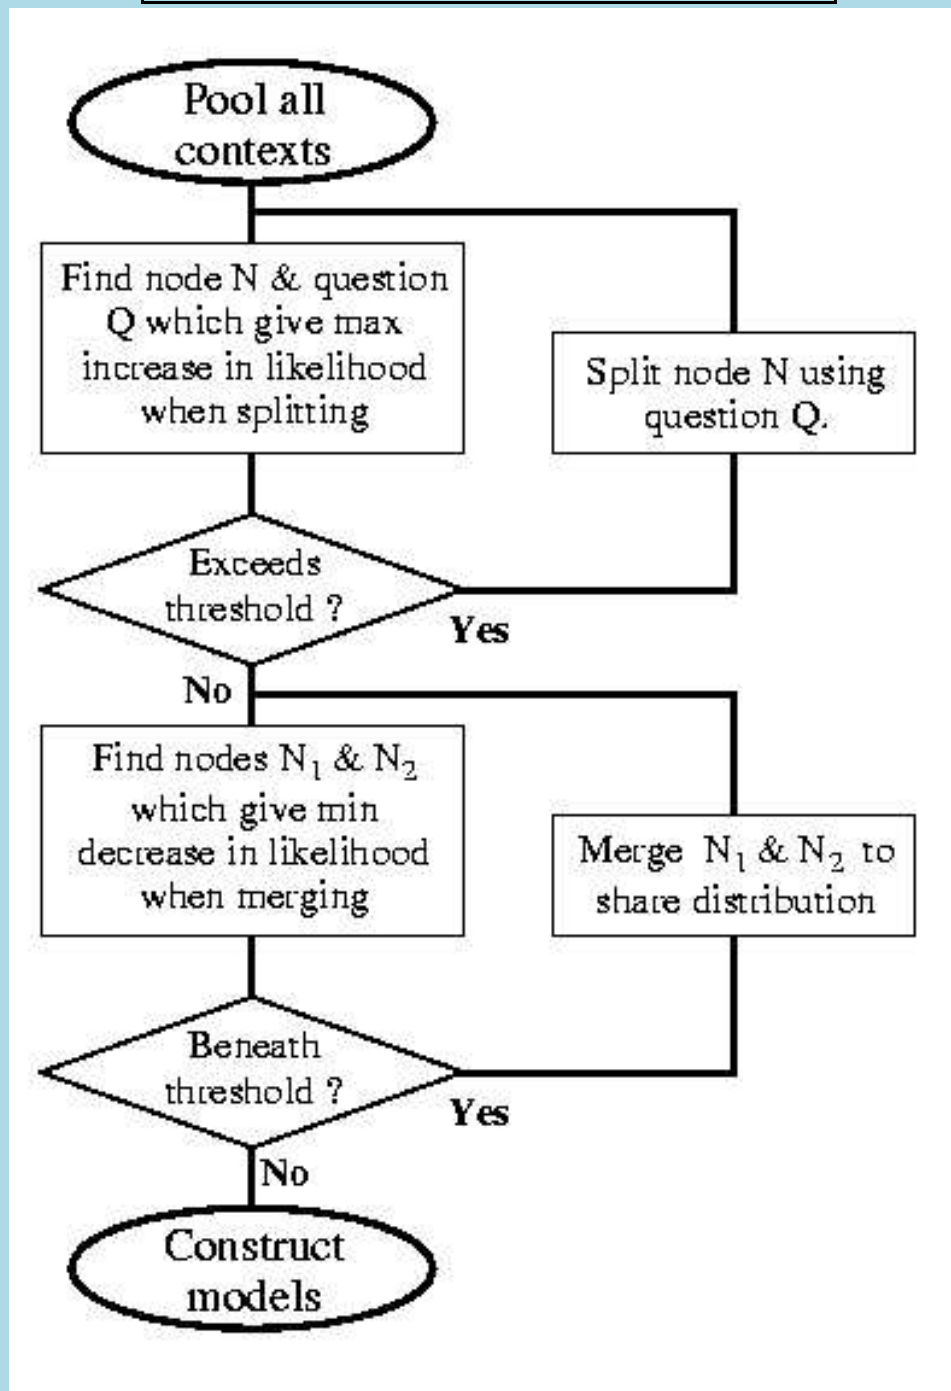 Pool all
contexts
Find node N & question
Q which give max
increase in likelihood
when splitting
Split node N using
question Q.
Exceeds
threshold ?
Yes
No
Find nodes N₁ & N₂
which give min
decrease in likelihood
when merging
Merge N₁ & N₂ to
share distribution
Beneath
threshold ?
Yes
No
Construct
models